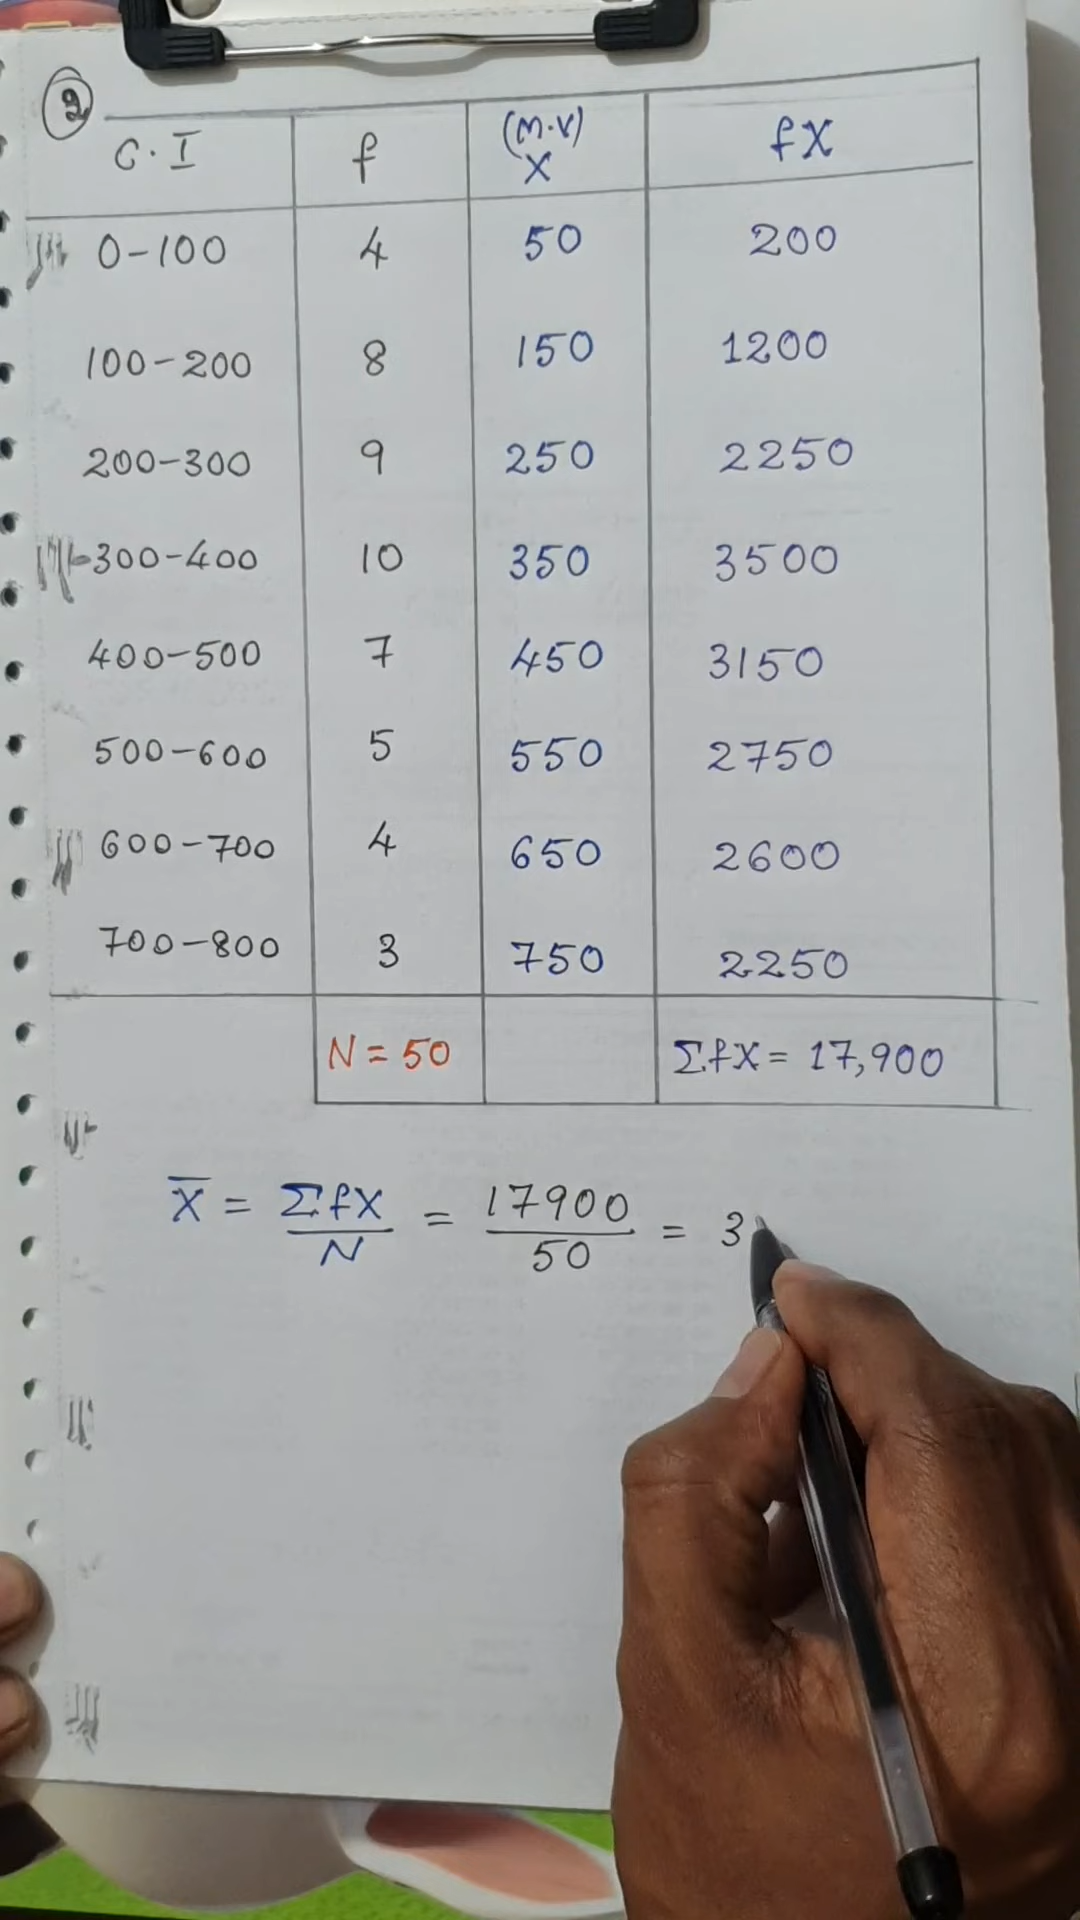 2
C.I f (M.V) X fX
0-100 4 50 200
100-200 8 150 1200
200-300 9 250 2250
300-400 10 350 3500
400-500 7 450 3150
500-600 5 550 2750
600-700 4 650 2600
700-800 3 750 2250
N = 50 ΣfX = 17,900
X̄ = ΣfX / N = 17900 / 50 = 3